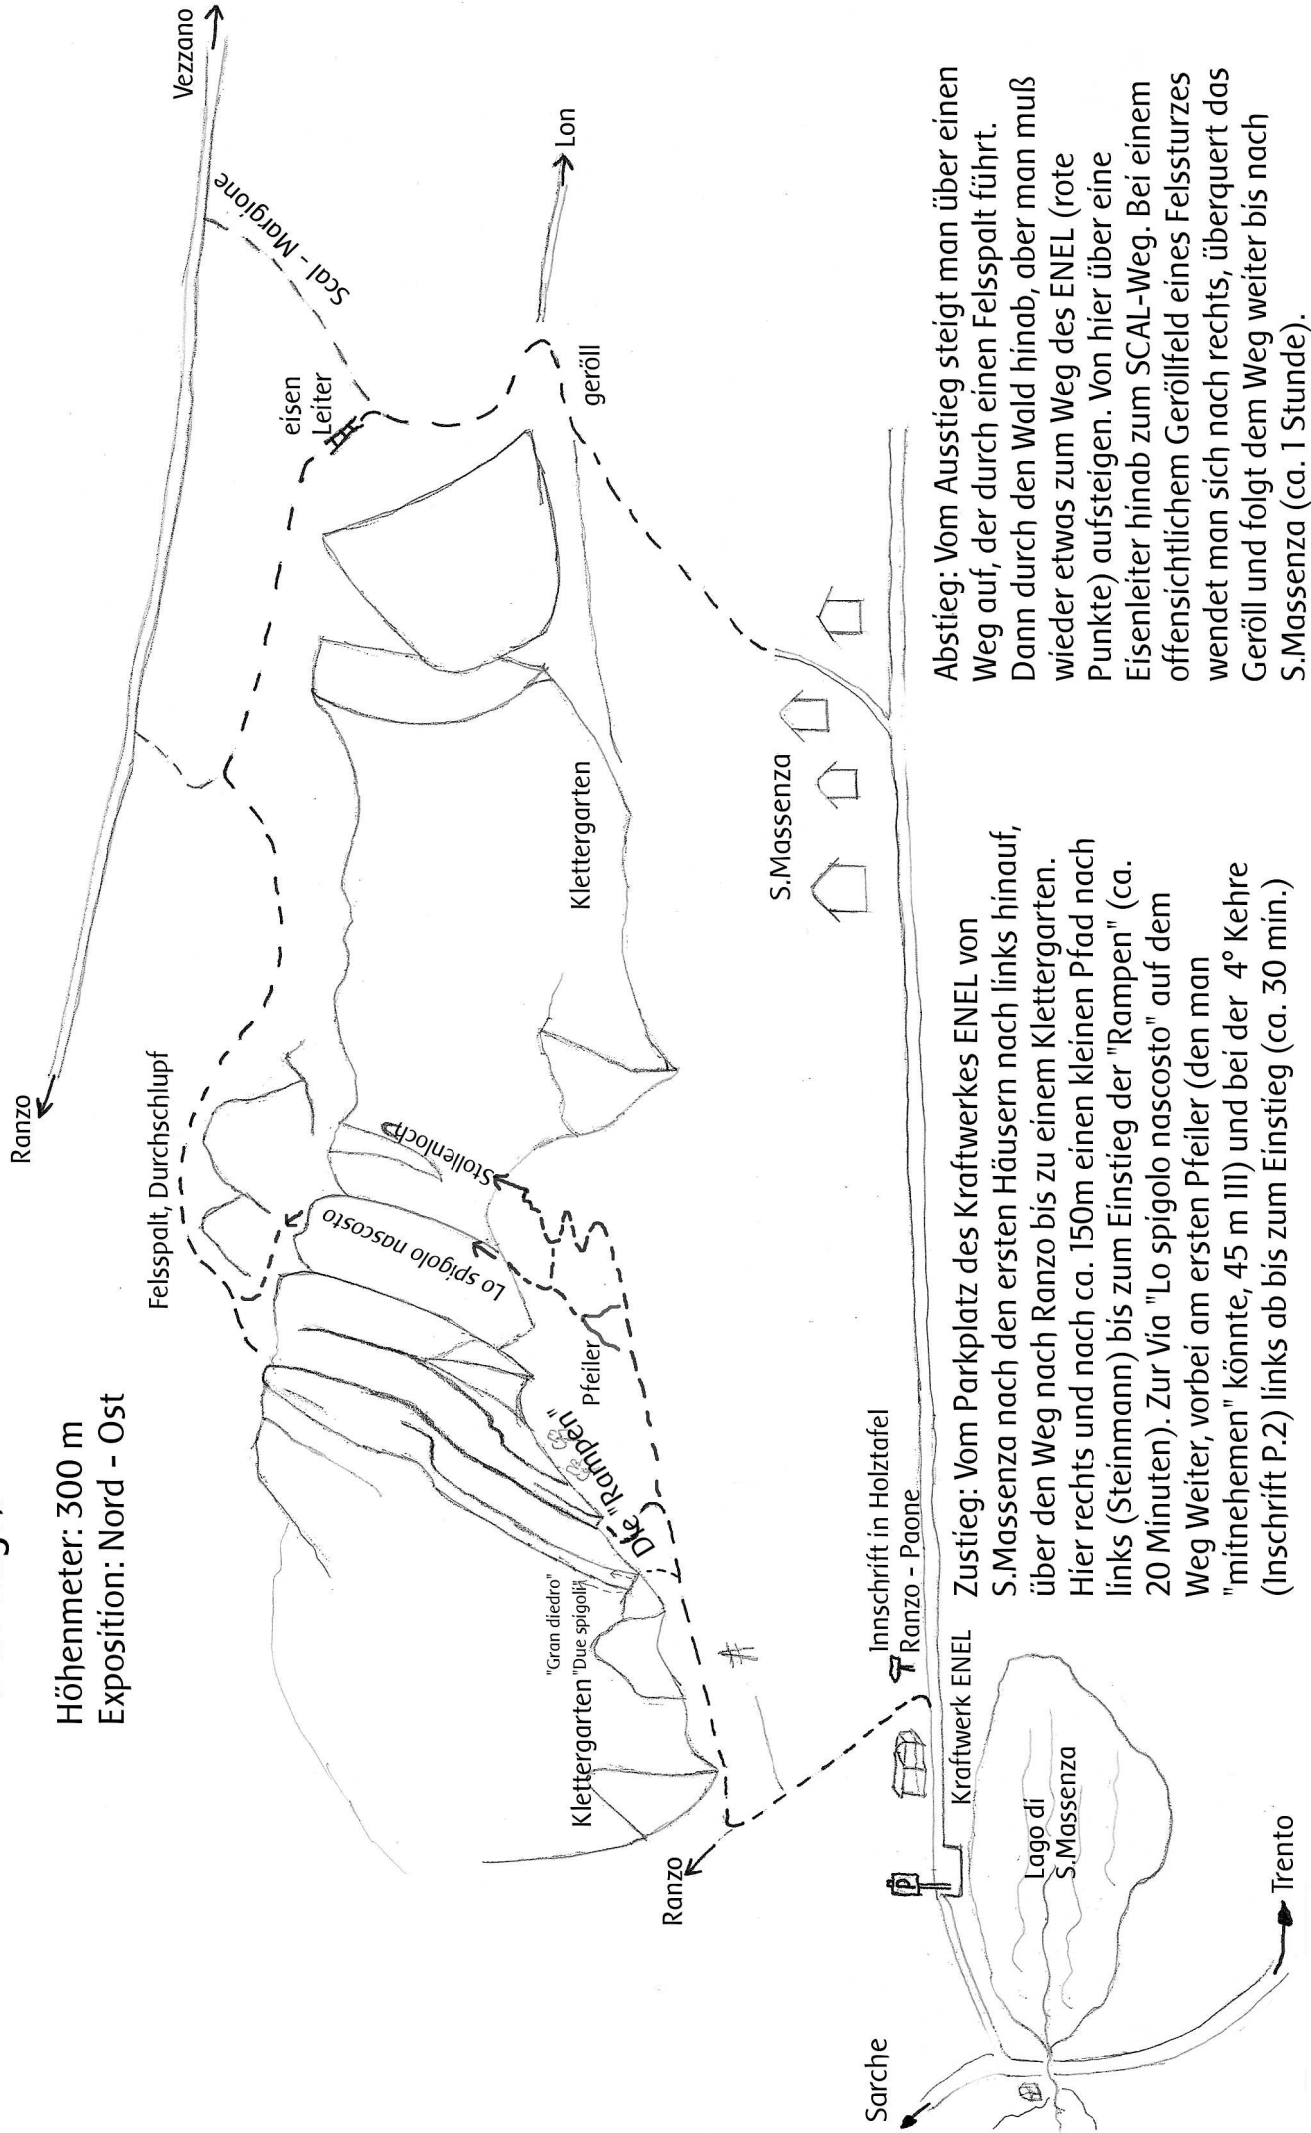 Höhenmeter: 300 m
Exposition: Nord - Ost
Ranzo
Vezzano
Scal - Margione
Lon
eisen
Leiter
geröll
Felsspalt, Durchschlupf
Stollenloch
Lo spigolo nascosto
Pfeiler
Die "Rampen"
Klettergarten
"Gran diedro"
"Due spigoli"
Klettergarten
Ranzo
S.Massenza
Innschrift in Holztafel
Ranzo - Paone
P
Kraftwerk ENEL
Lago di
S.Massenza
Sarche
Trento
Zustieg: Vom Parkplatz des Kraftwerkes ENEL von
S.Massenza nach den ersten Häusern nach links hinauf,
über den Weg nach Ranzo bis zu einem Klettergarten.
Hier rechts und nach ca. 150m einen kleinen Pfad nach
links (Steinmann) bis zum Einstieg der "Rampen" (ca.
20 Minuten). Zur Via "Lo spigolo nascosto" auf dem
Weg Weiter, vorbei am ersten Pfeiler (den man
"mitnehemen" könnte, 45 m III) und bei der 4° Kehre
(Inschrift P.2) links ab bis zum Einstieg (ca. 30 min.)
Abstieg: Vom Ausstieg steigt man über einen
Weg auf, der durch einen Felsspalt führt.
Dann durch den Wald hinab, aber man muß
wieder etwas zum Weg des ENEL (rote
Punkte) aufsteigen. Von hier über eine
Eisenleiter hinab zum SCAL-Weg. Bei einem
offensichtlichem Geröllfeld eines Felssturzes
wendet man sich nach rechts, überquert das
Geröll und folgt dem Weg weiter bis nach
S.Massenza (ca. 1 Stunde).